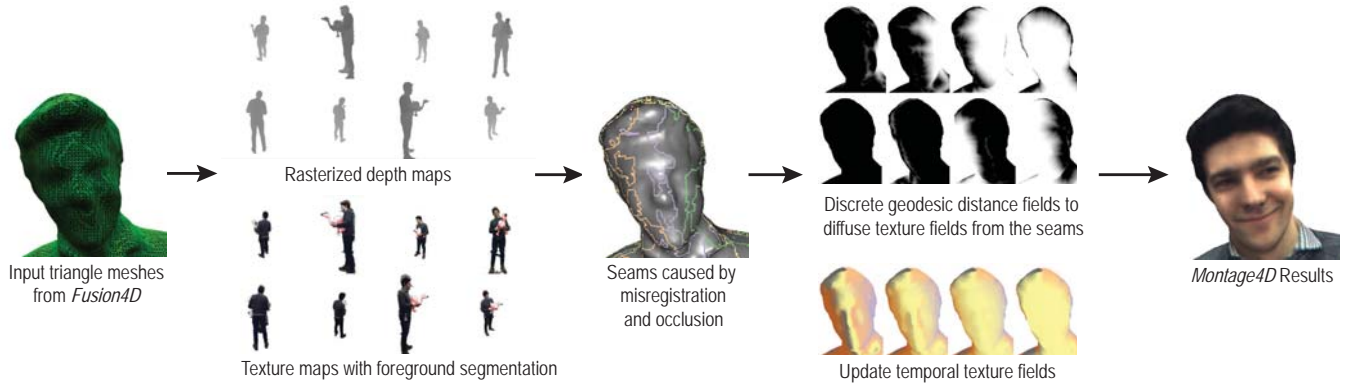 Input triangle meshes
from Fusion4D
Rasterized depth maps
Texture maps with foreground segmentation
Seams caused by
misregistration
and occlusion
Discrete geodesic distance fields to
diffuse texture fields from the seams
Update temporal texture fields
Montage4D Results